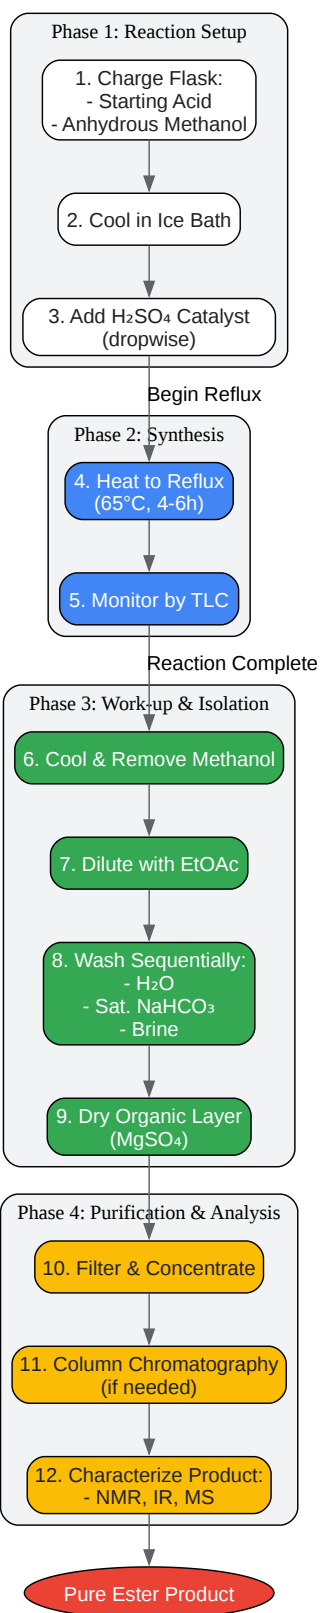 Phase 1: Reaction Setup
1. Charge Flask:
- Starting Acid
- Anhydrous Methanol
2. Cool in Ice Bath
3. Add H₂SO₄ Catalyst
(dropwise)
Begin Reflux
Phase 2: Synthesis
4. Heat to Reflux
(65°C, 4-6h)
5. Monitor by TLC
Reaction Complete
Phase 3: Work-up & Isolation
6. Cool & Remove Methanol
7. Dilute with EtOAc
8. Wash Sequentially:
- H₂O
- Sat. NaHCO₃
- Brine
9. Dry Organic Layer
(MgSO₄)
Phase 4: Purification & Analysis
10. Filter & Concentrate
11. Column Chromatography
(if needed)
12. Characterize Product:
- NMR, IR, MS
Pure Ester Product